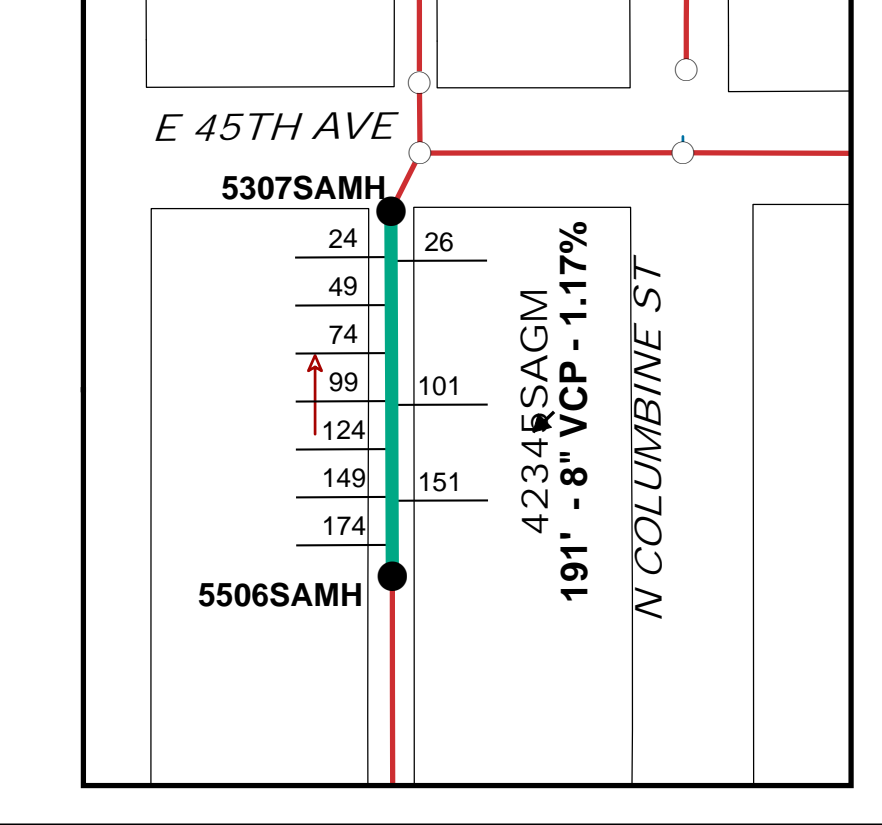 E 45TH AVE
5307SAMH
24
26
49
74
99
101
124
149
151
174
5506SAMH
42345SAGM
191' - 8" VCP - 1.17%
N COLUMBINE ST